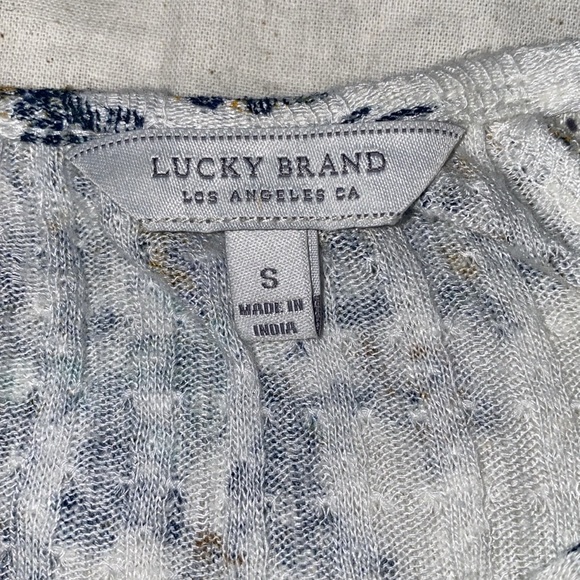 LUCKY BRAND
LOS ANGELES CA
S
MADE IN
INDIA